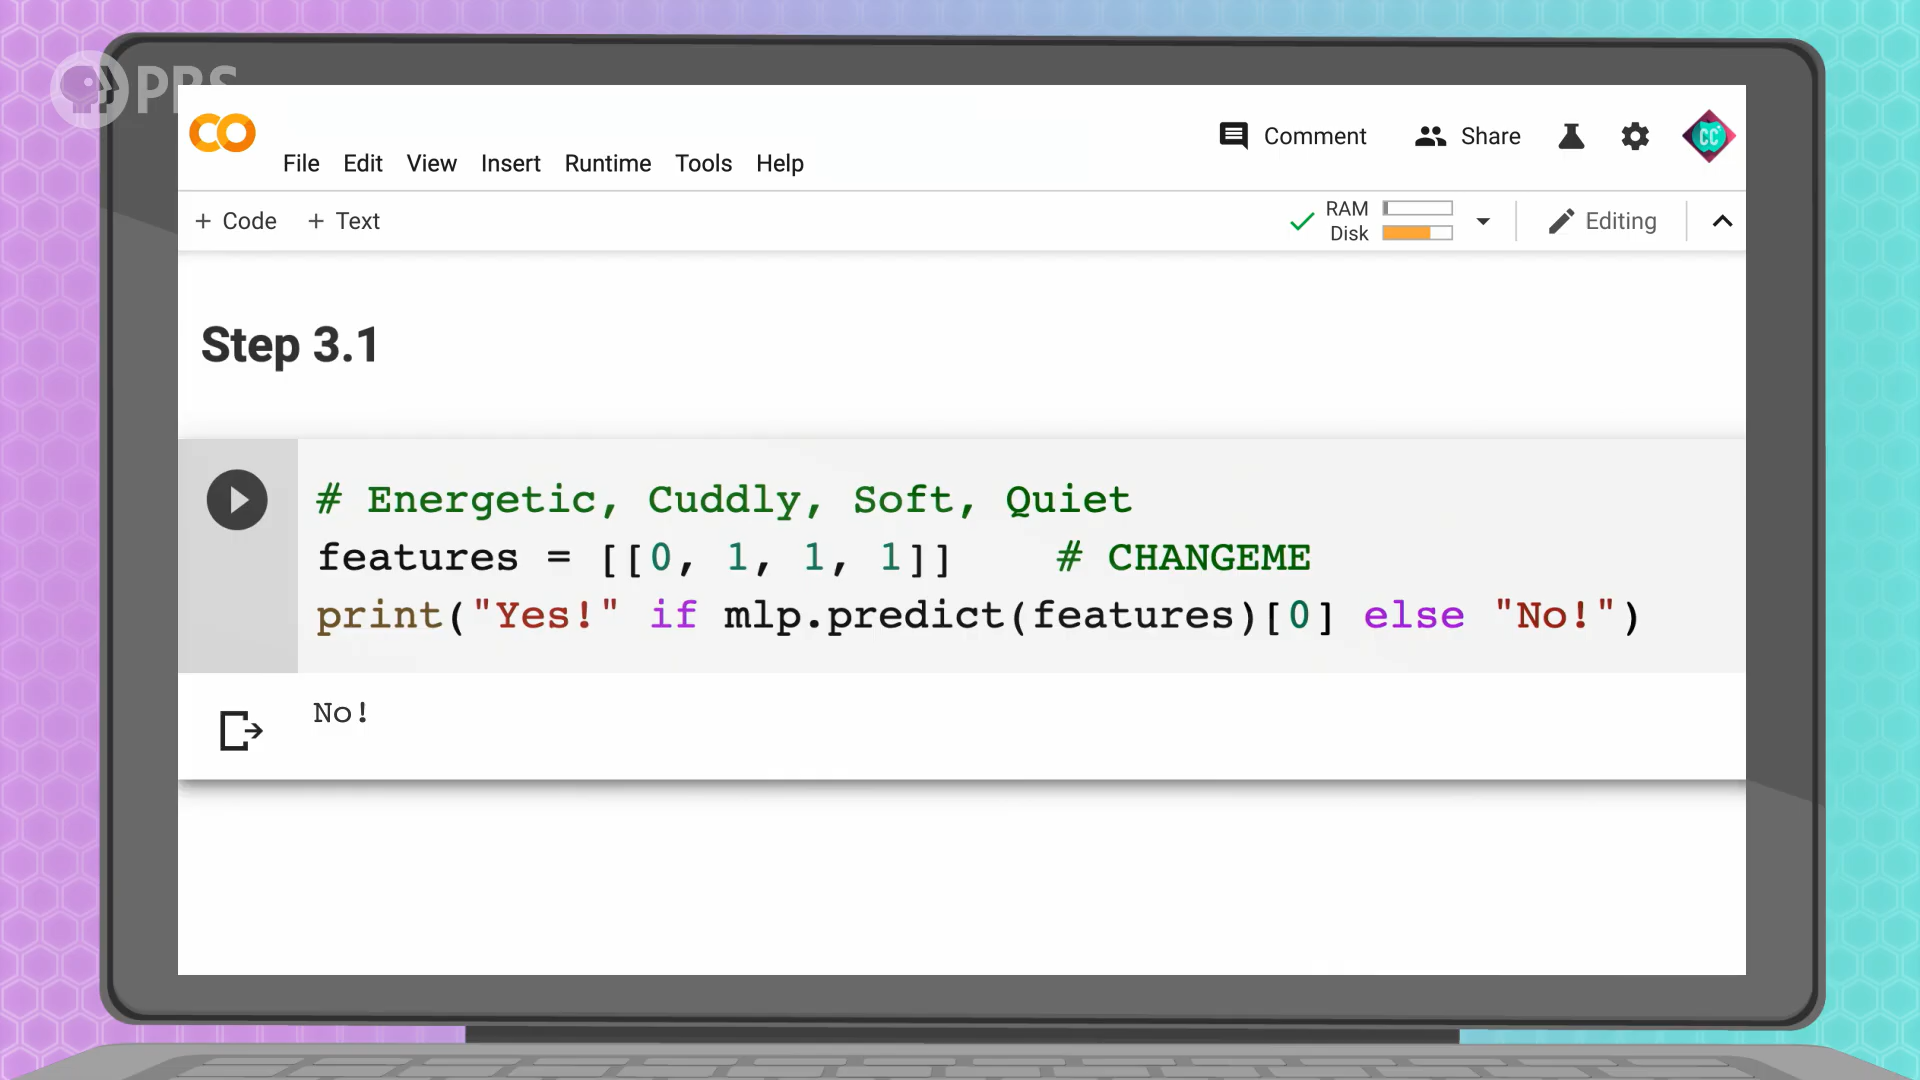 PBS
CO
File Edit View Insert Runtime Tools Help
Comment Share
CC
+ Code + Text
RAM
Disk
Editing
Step 3.1
# Energetic, Cuddly, Soft, Quiet
features = [[0, 1, 1, 1]]    # CHANGEME
print("Yes!" if mlp.predict(features)[0] else "No!")
No!